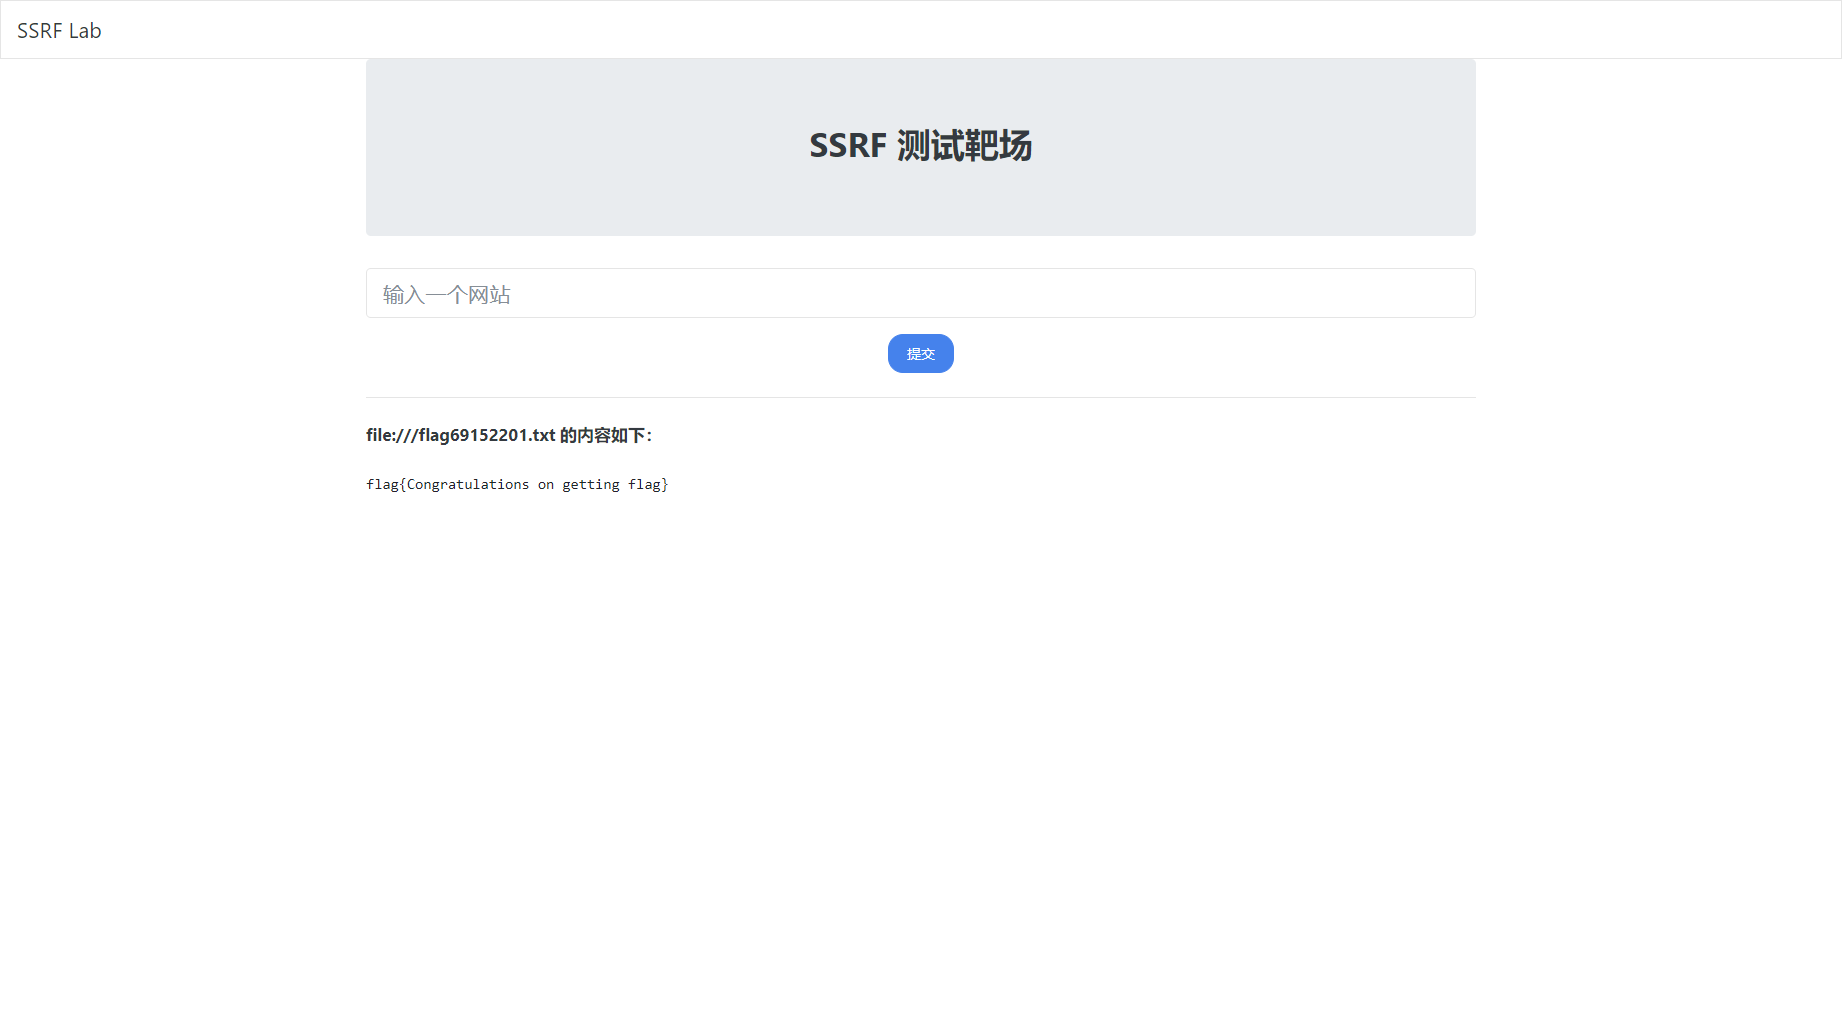 SSRF Lab
SSRF 测试靶场
输入一个网站
提交
file:///flag69152201.txt 的内容如下：
flag{Congratulations on getting flag}